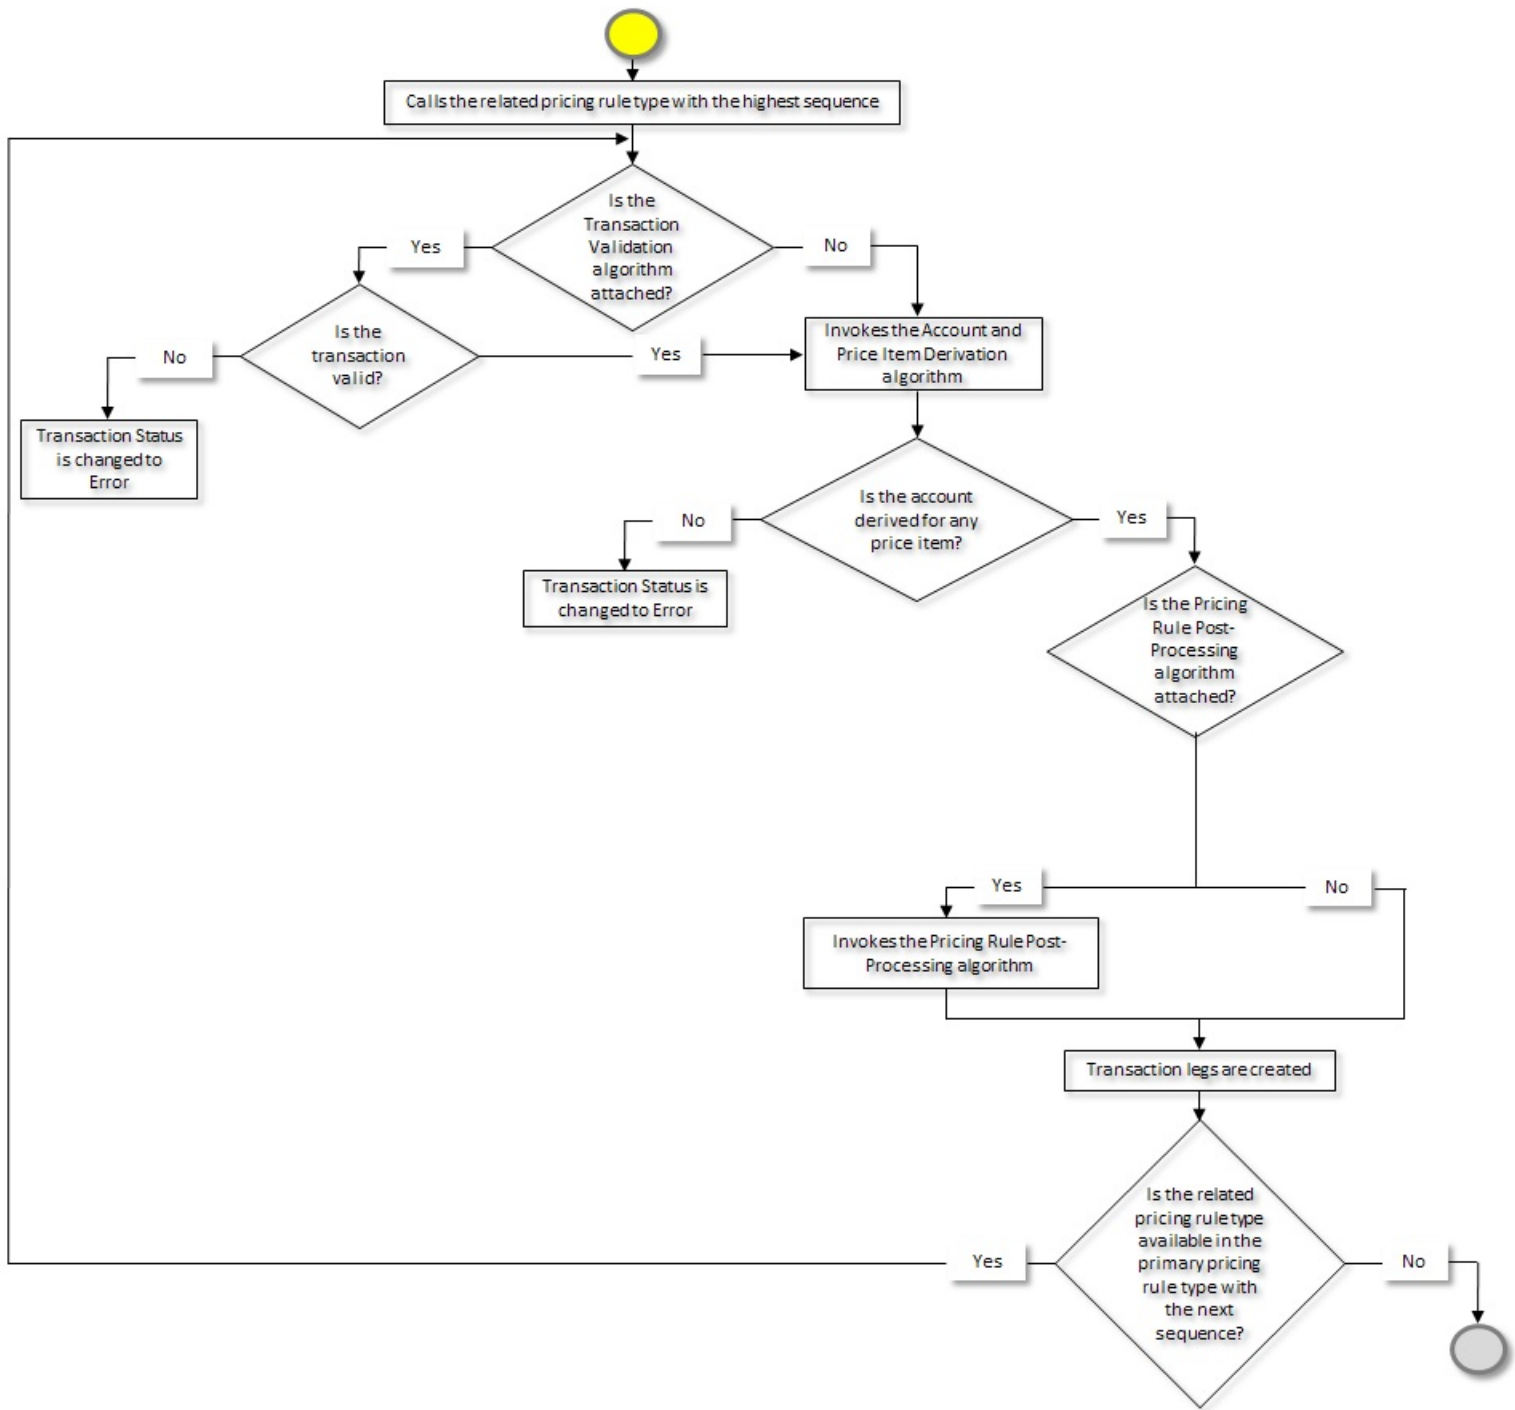 Calls the related pricing rule type with the highest sequence
Is the
Transaction
Validation
algorithm
attached?
Yes
No
Is the
transaction
valid?
No
Yes
Invokes the Account and
Price Item Derivation
algorithm
Transaction Status
is changed to
Error
Is the account
derived for any
price item?
No
Yes
Transaction Status is
changed to Error
Is the Pricing
Rule Post-
Processing
algorithm
attached?
Yes
No
Invokes the Pricing Rule Post-
Processing algorithm
Transaction legs are created
Is the related
pricing rule type
available in the
primary pricing
rule type with
the next
sequence?
Yes
No